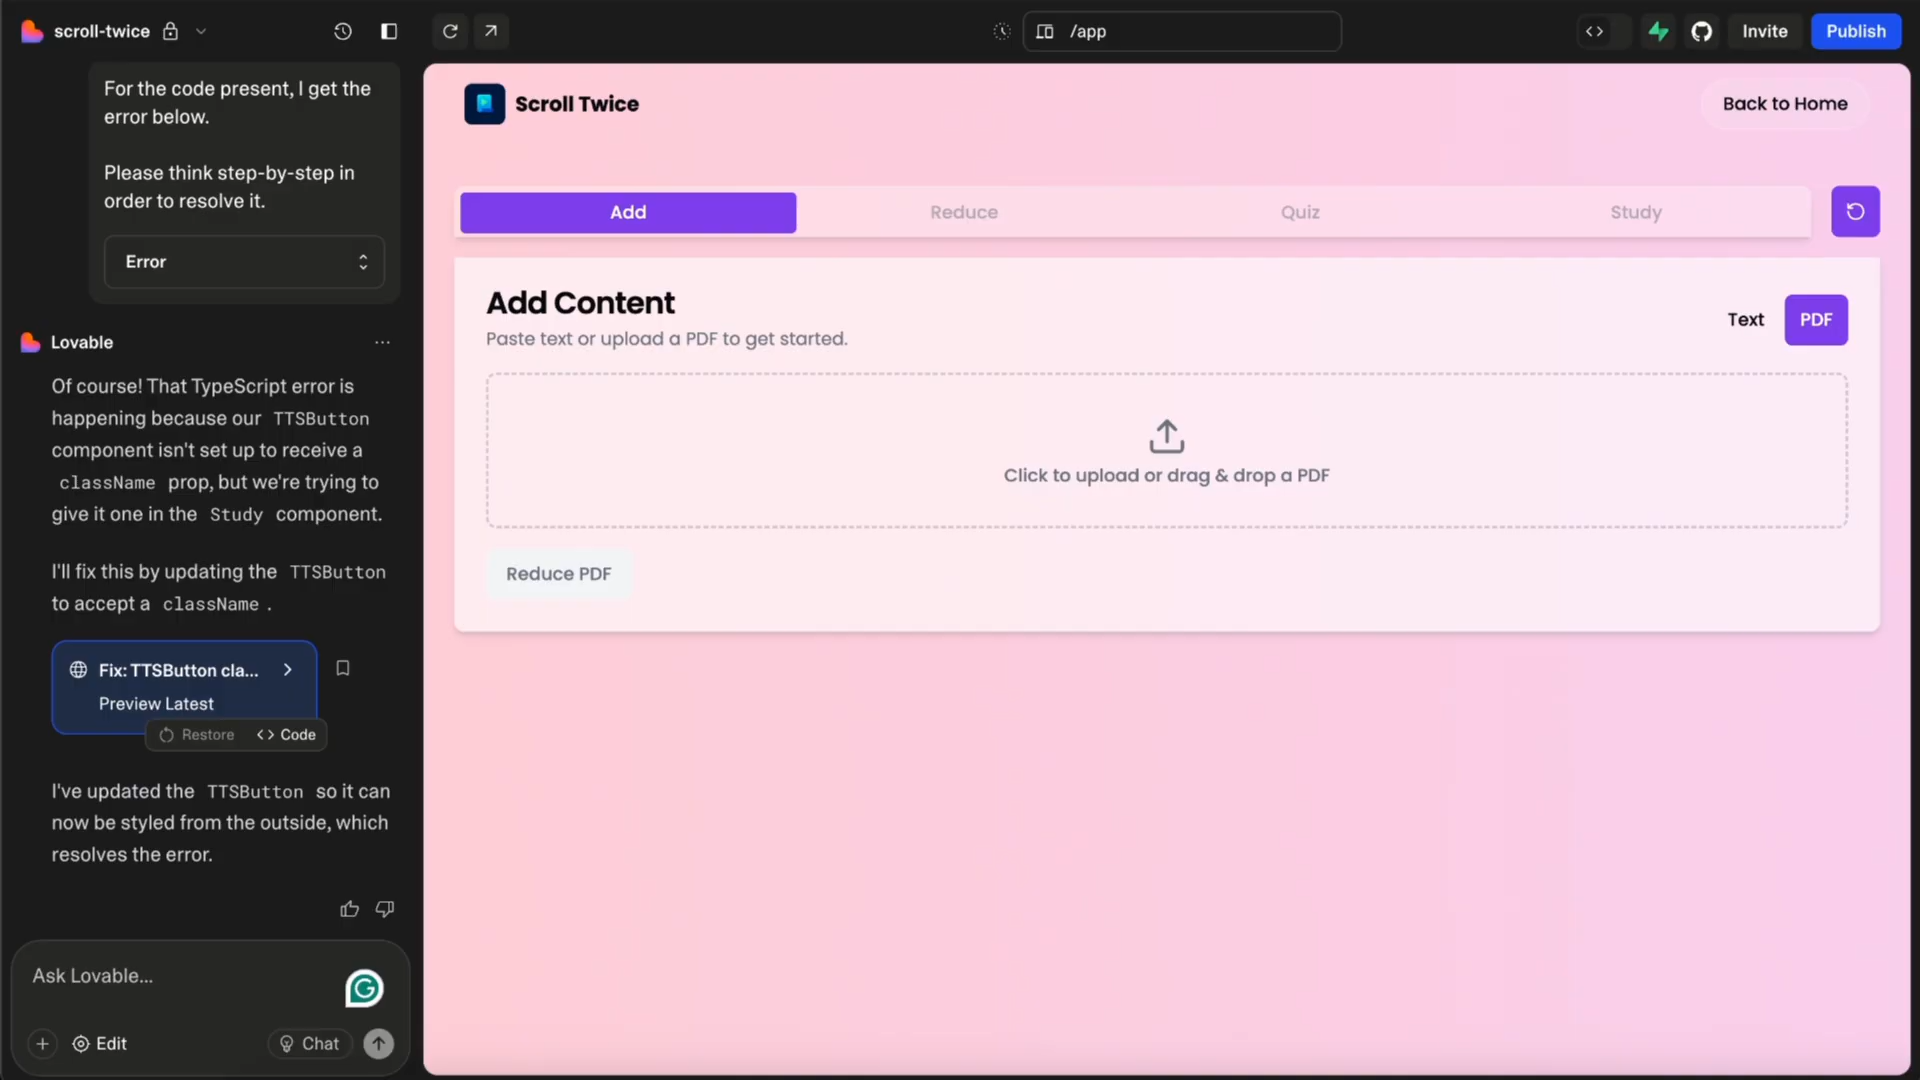 scroll-twice
/app
Invite
Publish
For the code present, I get the
error below.
Please think step-by-step in
order to resolve it.
Error
Lovable
Of course! That TypeScript error is
happening because our TTSButton
component isn't set up to receive a
className prop, but we're trying to
give it one in the Study component.
I'll fix this by updating the TTSButton
to accept a className.
Fix: TTSButton cla...
Preview Latest
Restore
Code
I've updated the TTSButton so it can
now be styled from the outside, which
resolves the error.
Ask Lovable...
Edit
Chat
Scroll Twice
Back to Home
Add
Reduce
Quiz
Study
Add Content
Paste text or upload a PDF to get started.
Text
PDF
Click to upload or drag & drop a PDF
Reduce PDF